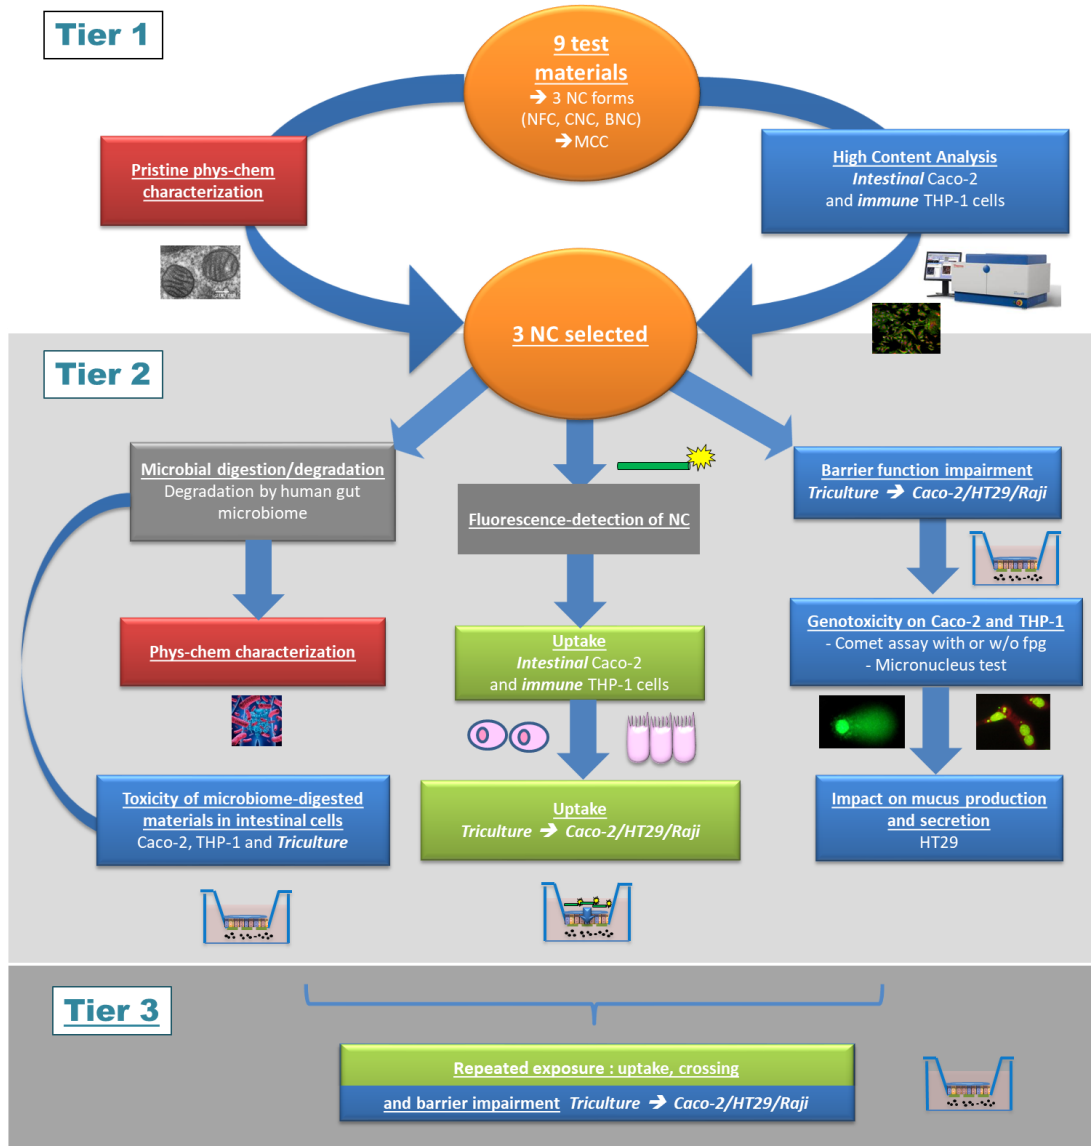 Tier 1
9 test
materials
➔ 3 NC forms
(NFC, CNC, BNC)
➔MCC
Pristine phys-chem
characterization
High Content Analysis
Intestinal Caco-2
and immune THP-1 cells
3 NC selected
Tier 2
Microbial digestion/degradation
Degradation by human gut
microbiome
Fluorescence-detection of NC
Barrier function impairment
Triculture ➔ Caco-2/HT29/Raji
Phys-chem characterization
Uptake
Intestinal Caco-2
and immune THP-1 cells
Genotoxicity on Caco-2 and THP-1
- Comet assay with or w/o fpg
- Micronucleus test
Toxicity of microbiome-digested
materials in intestinal cells
Caco-2, THP-1 and Triculture
Uptake
Triculture ➔ Caco-2/HT29/Raji
Impact on mucus production
and secretion
HT29
Tier 3
Repeated exposure : uptake, crossing
and barrier impairment Triculture ➔ Caco-2/HT29/Raji